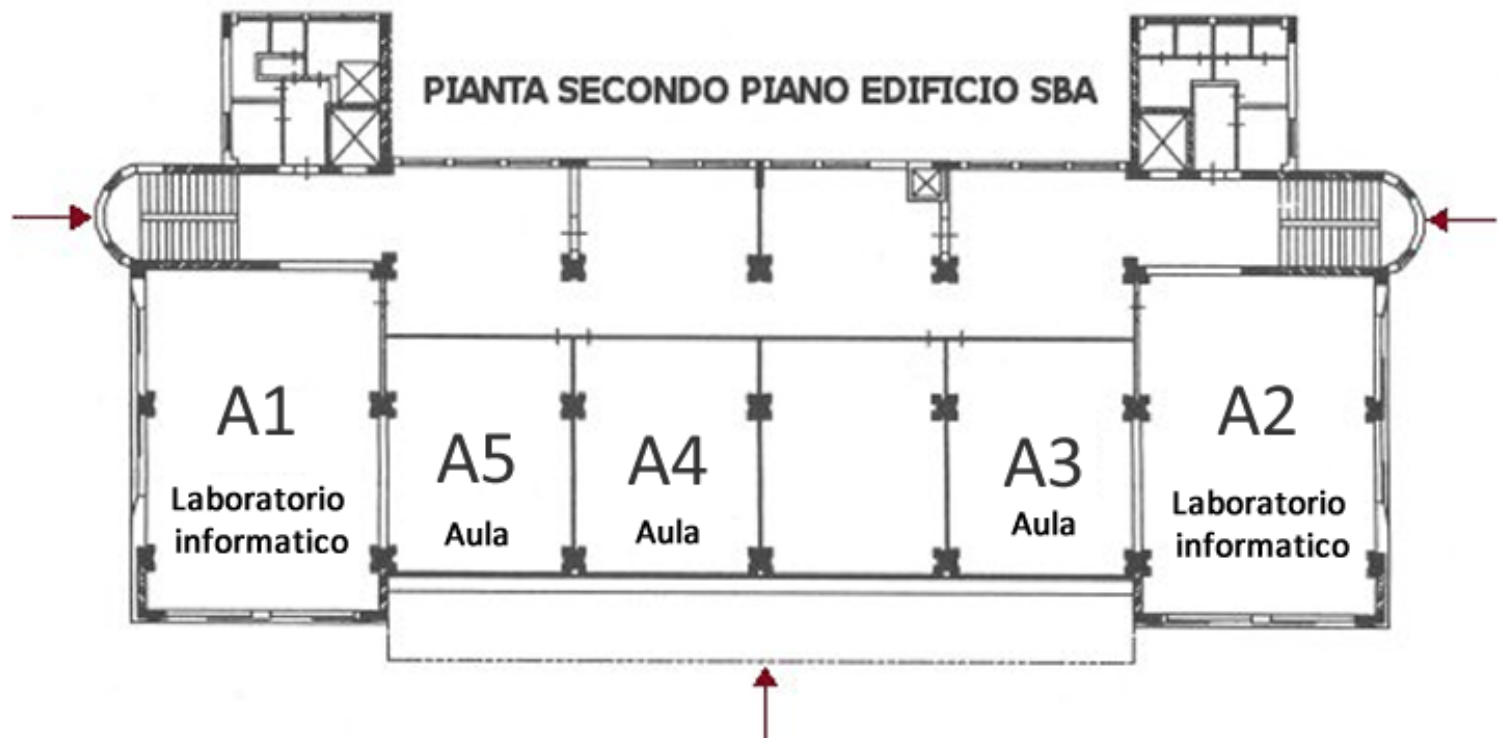 PIANTA SECONDO PIANO EDIFICIO SBA
A1
Laboratorio
informatico
A5
Aula
A4
Aula
A3
Aula
A2
Laboratorio
informatico